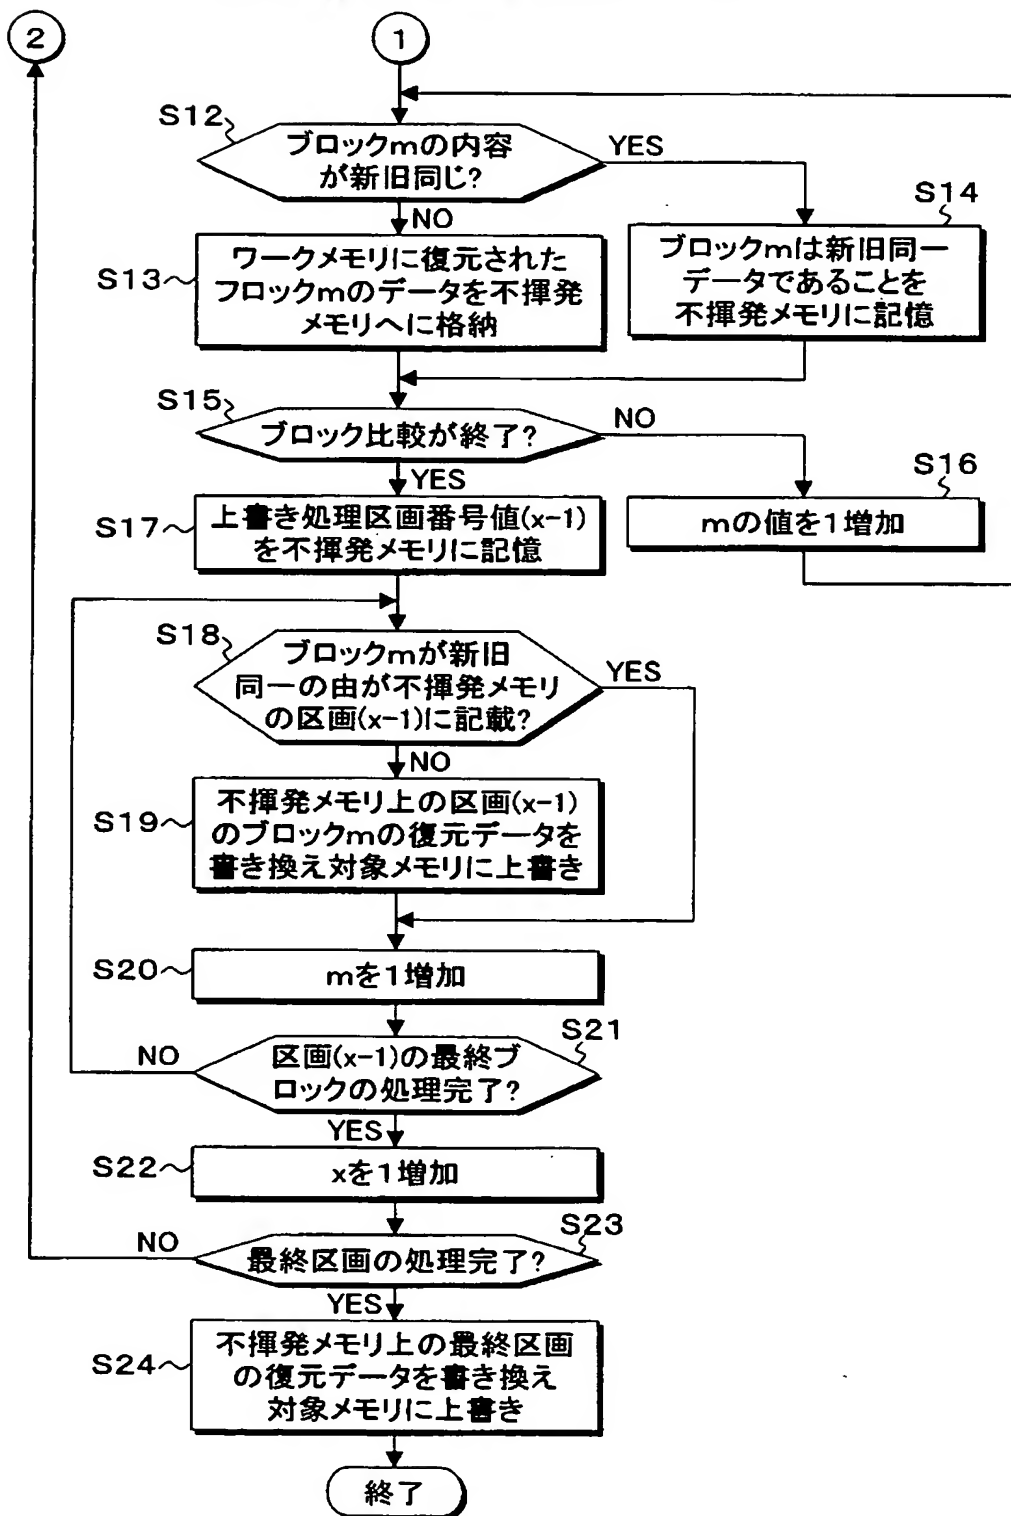 2
1
S12
ブロックmの内容
が新旧同じ?
YES
NO
S13
ワークメモリに復元された
フロックmのデータを不揮発
メモリへに格納
S14
ブロックmは新旧同一
データであることを
不揮発メモリに記憶
S15
ブロック比較が終了?
NO
YES
S16
mの値を1増加
S17
上書き処理区画番号値(x-1)
を不揮発メモリに記憶
S18
ブロックmが新旧
同一の由が不揮発メモリ
の区画(x-1)に記載?
YES
NO
S19
不揮発メモリ上の区画(x-1)
のブロックmの復元データを
書き換え対象メモリに上書き
S20
mを1増加
S21
区画(x-1)の最終ブ
ロックの処理完了?
NO
YES
S22
xを1増加
S23
最終区画の処理完了?
NO
YES
S24
不揮発メモリ上の最終区画
の復元データを書き換え
対象メモリに上書き
終了